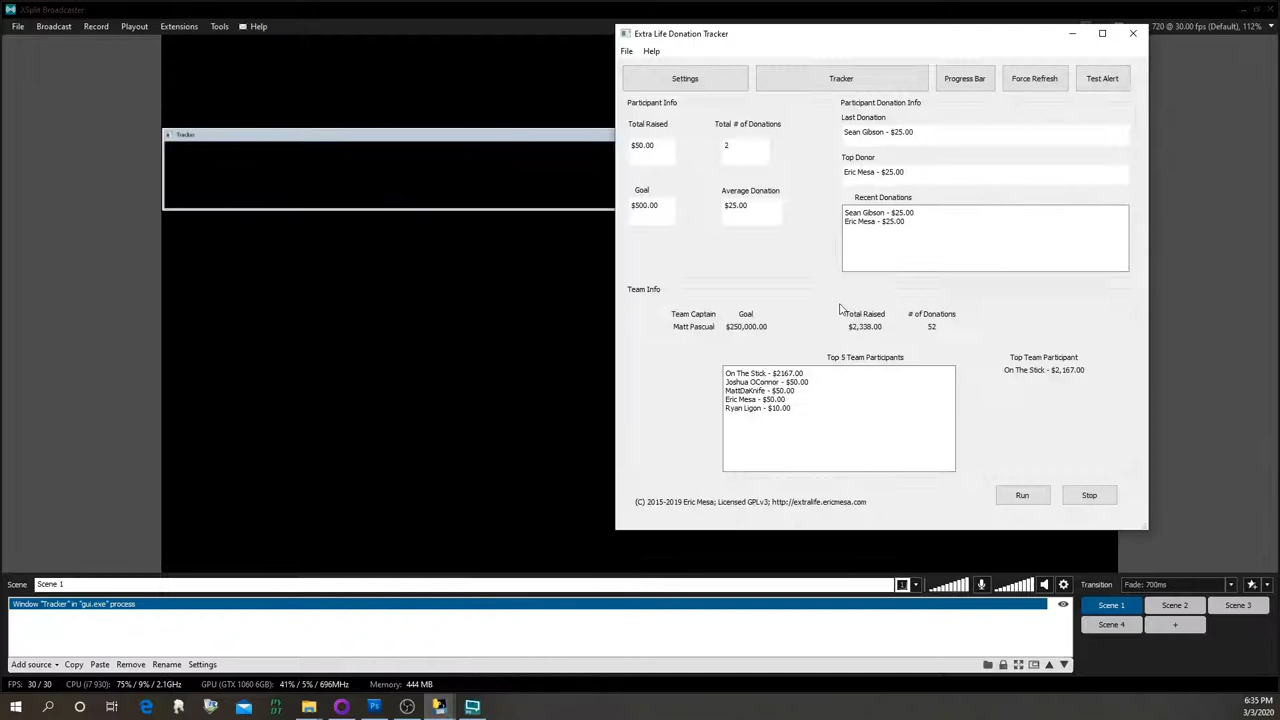 XSplit Broadcaster
File Broadcast Record Playout Extensions Tools Help
720 @ 30.00 fps (Default), 112%
Tracker
Extra Life Donation Tracker
File Help
Settings Tracker Progress Bar Force Refresh Test Alert
Participant Info
Total Raised Total # of Donations
$50.00 2
Goal Average Donation
$500.00 $25.00
Participant Donation Info
Last Donation
Sean Gibson - $25.00
Top Donor
Eric Mesa - $25.00
Recent Donations
Sean Gibson - $25.00
Eric Mesa - $25.00
Team Info
Team Captain Goal Total Raised # of Donations
Matt Pascual $250,000.00 $2,338.00 52
Top 5 Team Participants
On The Stick - $2167.00
Joshua OConnor - $50.00
MattDaKnife - $50.00
Eric Mesa - $50.00
Ryan Ligon - $10.00
Top Team Participant
On The Stick - $2,167.00
(C) 2015-2019 Eric Mesa; Licensed GPLv3; http://extralife.ericmesa.com
Run Stop
Scene Scene 1 1 Transition Fade: 700ms
Window "Tracker" in "gui.exe" process
Scene 1 Scene 2 Scene 3
Scene 4 +
Add source Copy Paste Remove Rename Settings
FPS: 30 / 30 CPU (i7 930): 75% / 9% / 2.1GHz GPU (GTX 1060 6GB): 41% / 5% / 696MHz Memory: 444 MB
6:35 PM
3/3/2020